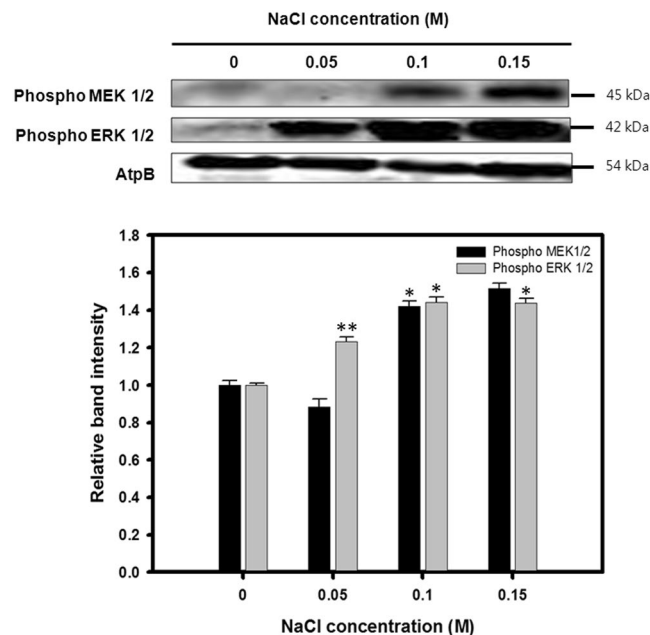 NaCl concentration (M)
0 0.05 0.1 0.15
Phospho MEK 1/2 45 kDa
Phospho ERK 1/2 42 kDa
AtpB 54 kDa
1.8
1.6
1.4
1.2
1.0
0.8
0.6
0.4
0.2
0.0
Relative band intensity
Phospho MEK1/2
Phospho ERK 1/2
** * * *
0 0.05 0.1 0.15
NaCl concentration (M)